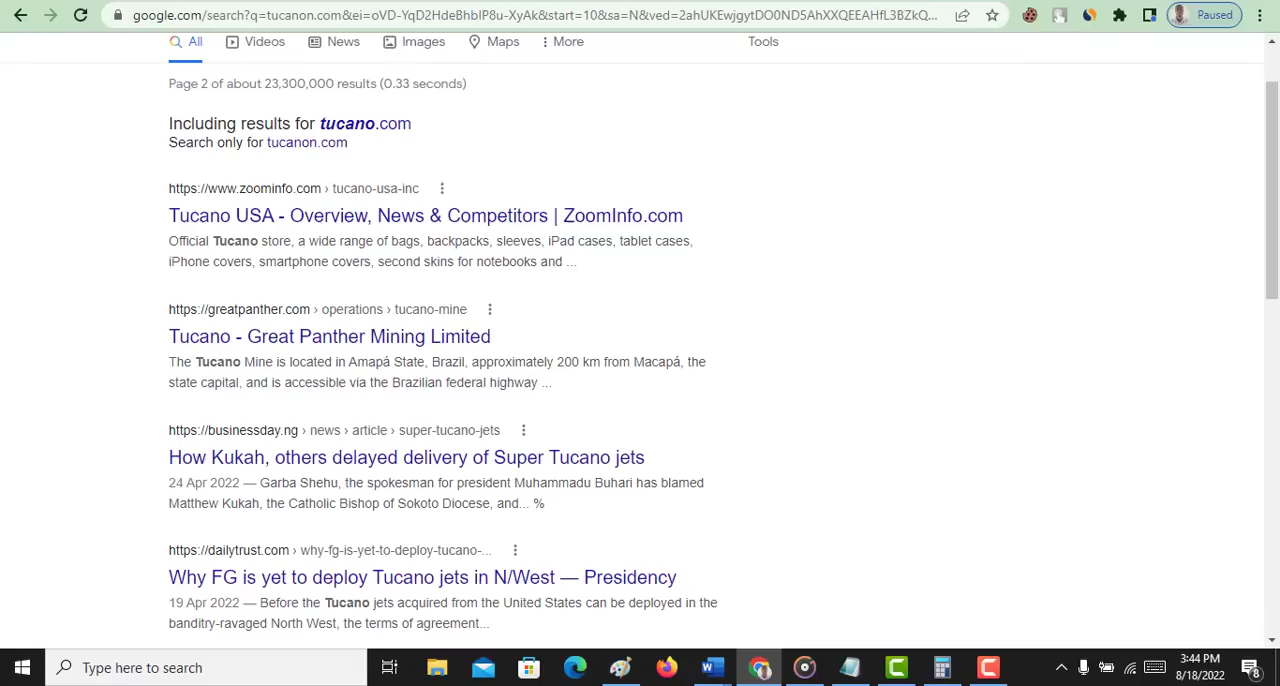 google.com/search?q=tucanon.com&ei=oVD-YqD2HdeBhbIP8u-XyAk&start=10&sa=N&ved=2ahUKEwjgytDO0ND5AhXXQEEAHfL3BZkQ...
Paused
All Videos News Images Maps More Tools
Page 2 of about 23,300,000 results (0.33 seconds)
Including results for tucano.com
Search only for tucanon.com
https://www.zoominfo.com › tucano-usa-inc
Tucano USA - Overview, News & Competitors | ZoomInfo.com
Official Tucano store, a wide range of bags, backpacks, sleeves, iPad cases, tablet cases,
iPhone covers, smartphone covers, second skins for notebooks and ...
https://greatpanther.com › operations › tucano-mine
Tucano - Great Panther Mining Limited
The Tucano Mine is located in Amapá State, Brazil, approximately 200 km from Macapá, the
state capital, and is accessible via the Brazilian federal highway ...
https://businessday.ng › news › article › super-tucano-jets
How Kukah, others delayed delivery of Super Tucano jets
24 Apr 2022 — Garba Shehu, the spokesman for president Muhammadu Buhari has blamed
Matthew Kukah, the Catholic Bishop of Sokoto Diocese, and... %
https://dailytrust.com › why-fg-is-yet-to-deploy-tucano-...
Why FG is yet to deploy Tucano jets in N/West — Presidency
19 Apr 2022 — Before the Tucano jets acquired from the United States can be deployed in the
banditry-ravaged North West, the terms of agreement...
Type here to search
3:44 PM
8/18/2022
8